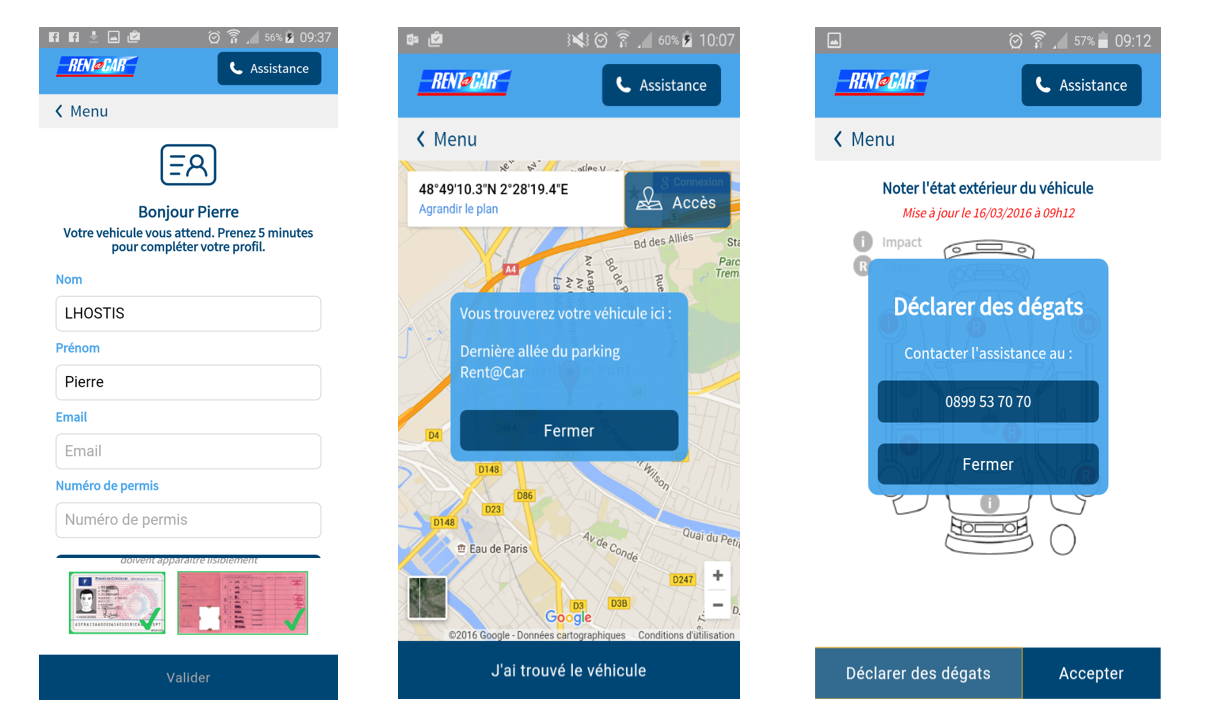 56% 09:37
RENT@CAR
Assistance
Menu
Bonjour Pierre
Votre vehicule vous attend. Prenez 5 minutes
pour compléter votre profil.
Nom
LHOSTIS
Prénom
Pierre
Email
Email
Numéro de permis
Numéro de permis
doivent apparaître lisiblement
Valider
60% 10:07
RENT@CAR
Assistance
Menu
48°49'10.3"N 2°28'19.4"E
Agrandir le plan
Connexion
Accès
Bd des Alliés
Parc
Trem
A4
Vous trouverez votre véhicule ici :
Dernière allée du parking
Rent@Car
Fermer
D4
D148
D86
D23
D148
Wilson
Eau de Paris
Av de Condé
Quai du Peti
D247
D3
D3B
Google
©2016 Google - Données cartographiques Conditions d'utilisation
J'ai trouvé le véhicule
57% 09:12
RENT@CAR
Assistance
Menu
Noter l'état extérieur du véhicule
Mise à jour le 16/03/2016 à 09h12
i Impact
R
Déclarer des dégats
Contacter l'assistance au :
0899 53 70 70
Fermer
i
Déclarer des dégats
Accepter